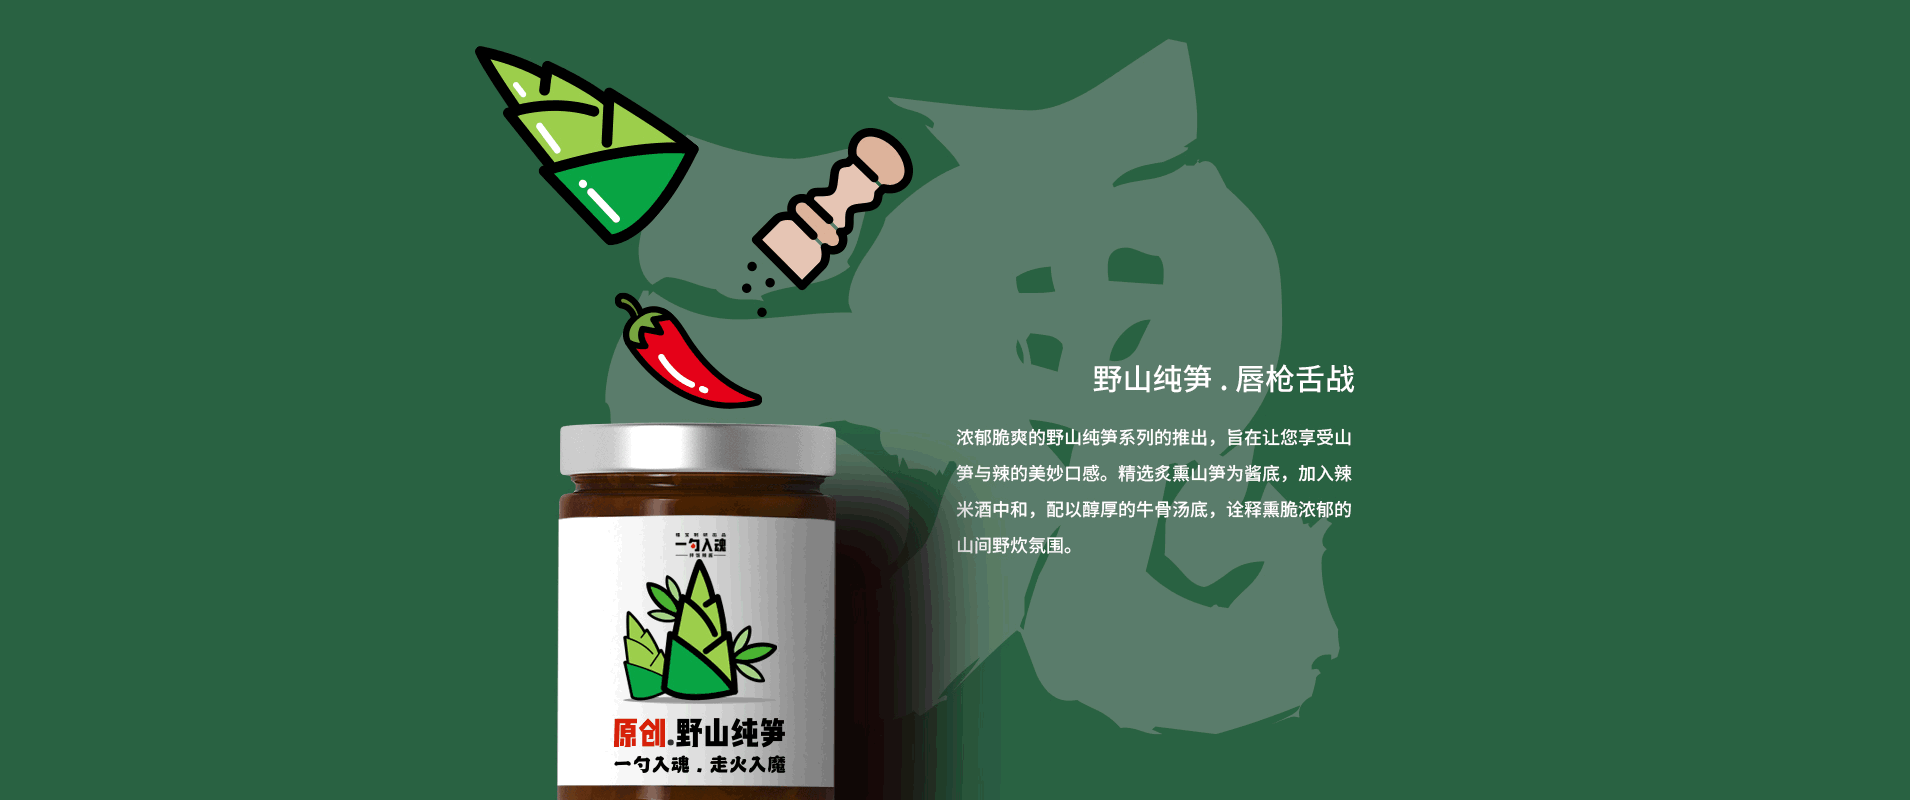 野山纯笋 . 唇枪舌战
浓郁脆爽的野山纯笋系列的推出，旨在让您享受山
笋与辣的美妙口感。精选炙熏山笋为酱底，加入辣
米酒中和，配以醇厚的牛骨汤底，诠释熏脆浓郁的
山间野炊氛围。
一勺入魂
原创.野山纯笋
一勺入魂 . 走火入魔